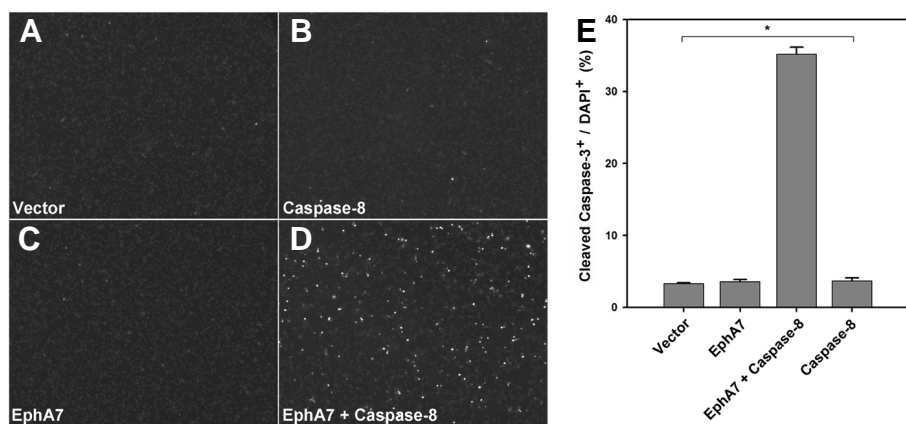 A
Vector
B
Caspase-8
C
EphA7
D
EphA7 + Caspase-8
E
Cleaved Caspase-3⁺ / DAPI⁺ (%)
40
30
20
10
0
*
Vector
EphA7
EphA7 + Caspase-8
Caspase-8